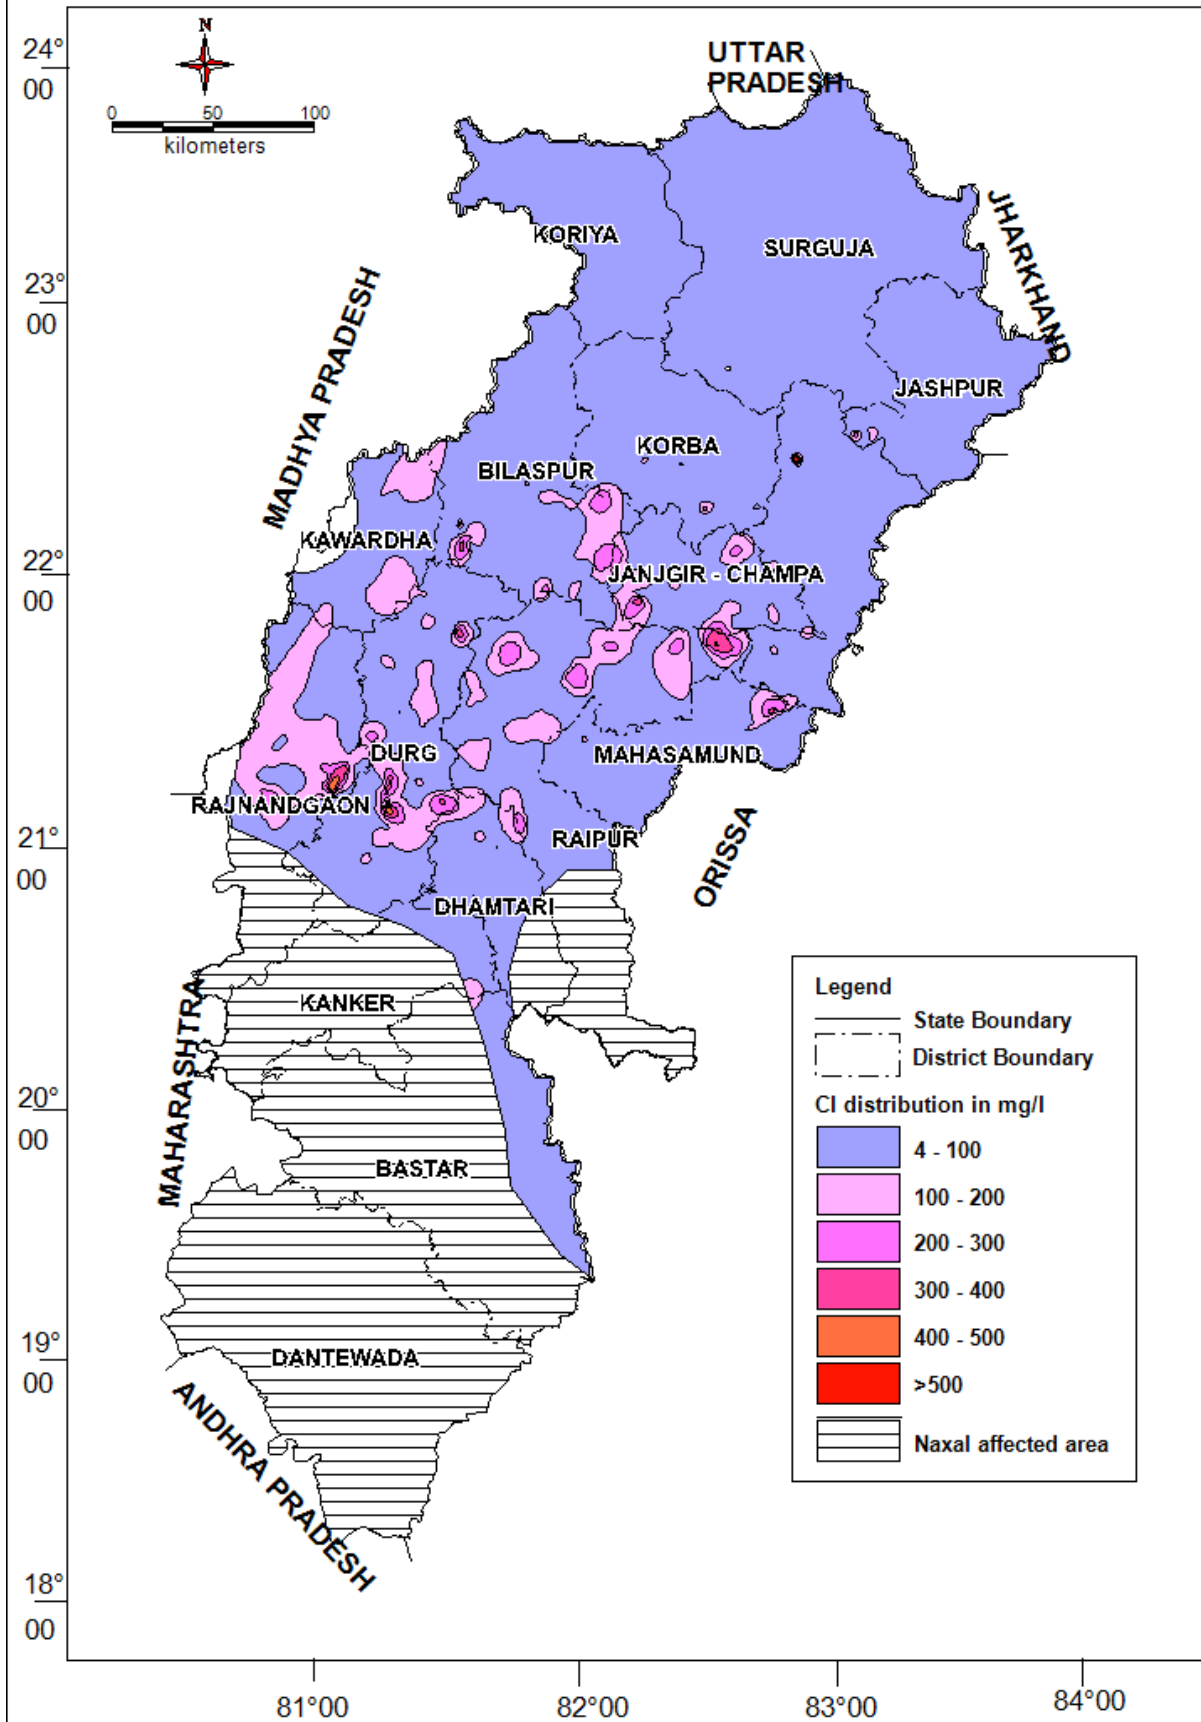 N
0 50 100
kilometers
24°
00
23°
00
22°
00
21°
00
20°
00
19°
00
18°
00
UTTAR
PRADESH
JHARKHAND
MADHYA PRADESH
ORISSA
MAHARASHTRA
ANDHRA PRADESH
KORIYA
SURGUJA
JASHPUR
KORBA
BILASPUR
KAWARDHA
JANJGIR - CHAMPA
DURG
MAHASAMUND
RAJNANDGAON
RAIPUR
DHAMTARI
KANKER
BASTAR
DANTEWADA
Legend
State Boundary
District Boundary
Cl distribution in mg/l
4 - 100
100 - 200
200 - 300
300 - 400
400 - 500
>500
Naxal affected area
81°00 82°00 83°00 84°00